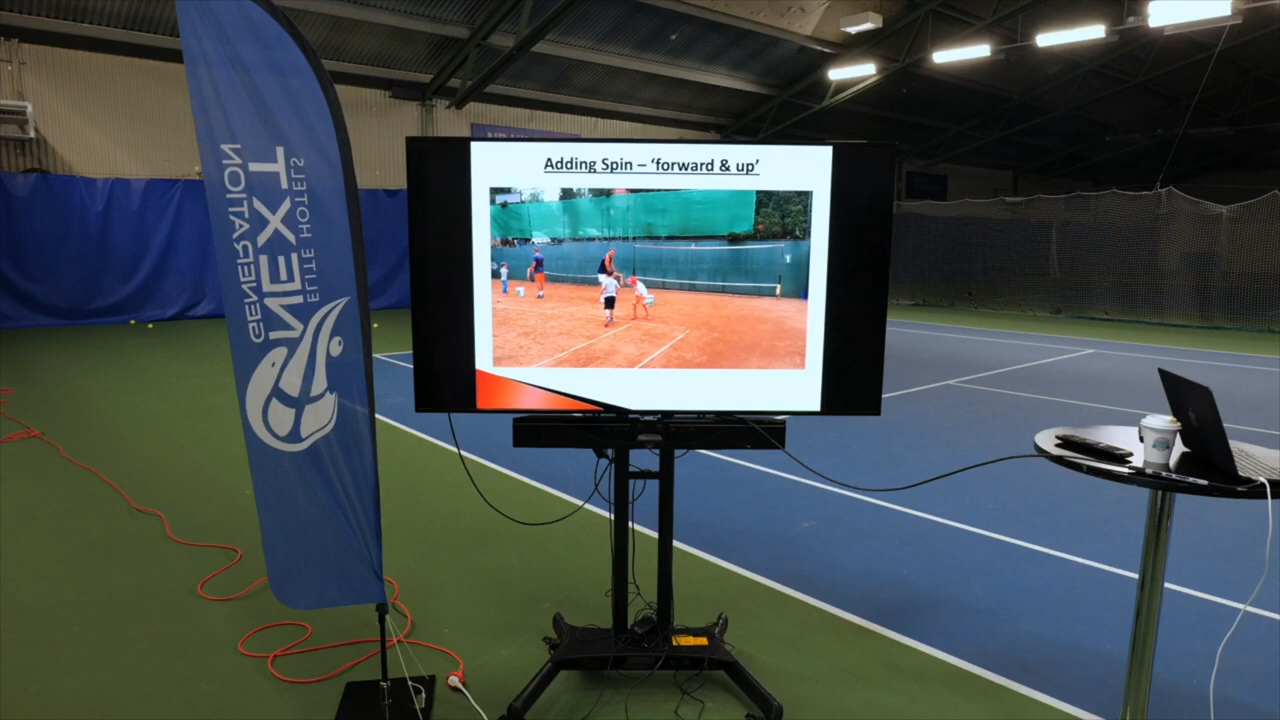 Adding Spin – ‘forward & up’
GENERATION
NEXT
ELITE HOTELS